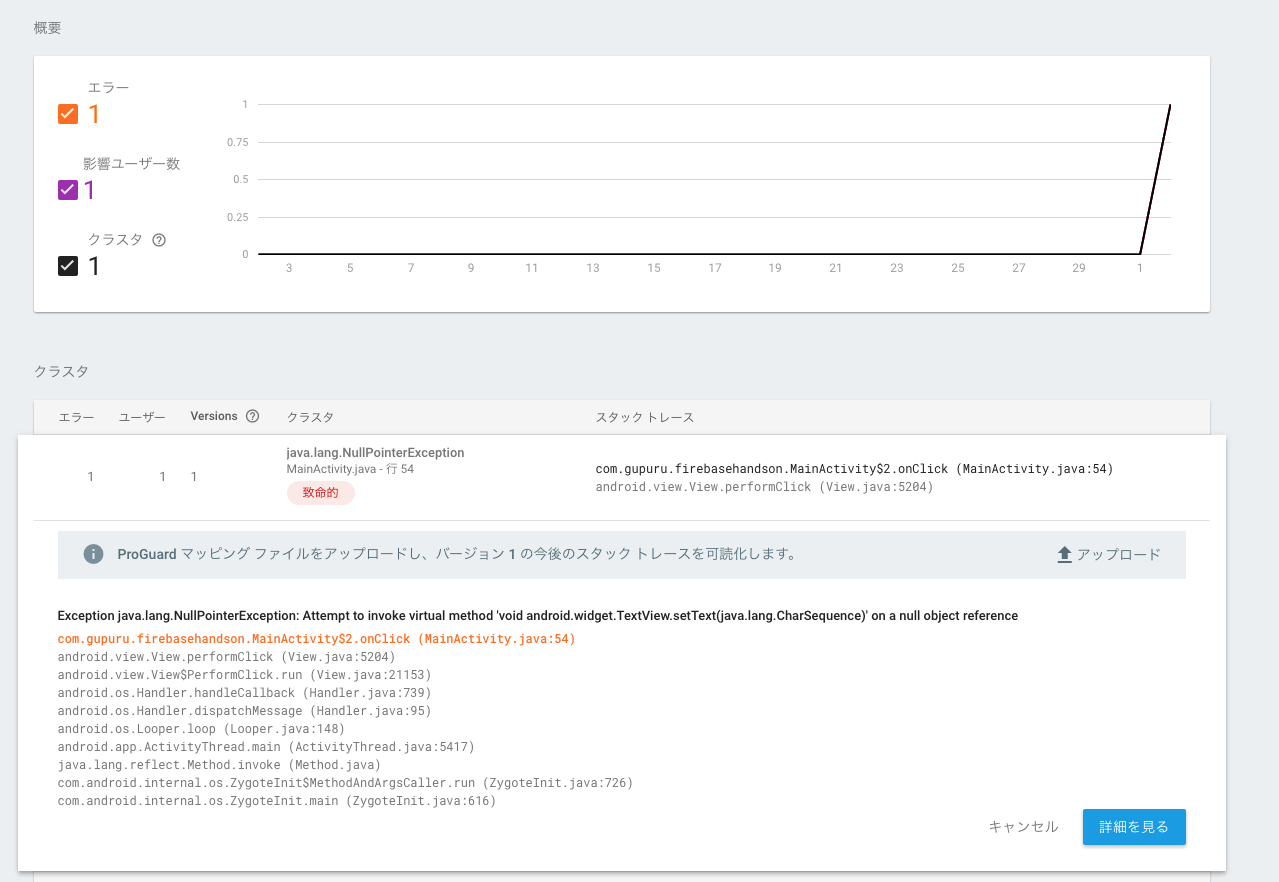 概要
エラー
1
影響ユーザー数
1
クラスタ
1
1
0.75
0.5
0.25
0
3 5 7 9 11 13 15 17 19 21 23 25 27 29 1
クラスタ
エラー ユーザー Versions クラスタ スタック トレース
1 1 1
java.lang.NullPointerException
MainActivity.java - 行 54
致命的
com.gupuru.firebasehandson.MainActivity$2.onClick (MainActivity.java:54)
android.view.View.performClick (View.java:5204)
ProGuard マッピング ファイルをアップロードし、バージョン 1 の今後のスタック トレースを可読化します。 アップロード
Exception java.lang.NullPointerException: Attempt to invoke virtual method 'void android.widget.TextView.setText(java.lang.CharSequence)' on a null object reference
com.gupuru.firebasehandson.MainActivity$2.onClick (MainActivity.java:54)
android.view.View.performClick (View.java:5204)
android.view.View$PerformClick.run (View.java:21153)
android.os.Handler.handleCallback (Handler.java:739)
android.os.Handler.dispatchMessage (Handler.java:95)
android.os.Looper.loop (Looper.java:148)
android.app.ActivityThread.main (ActivityThread.java:5417)
java.lang.reflect.Method.invoke (Method.java)
com.android.internal.os.ZygoteInit$MethodAndArgsCaller.run (ZygoteInit.java:726)
com.android.internal.os.ZygoteInit.main (ZygoteInit.java:616)
キャンセル 詳細を見る